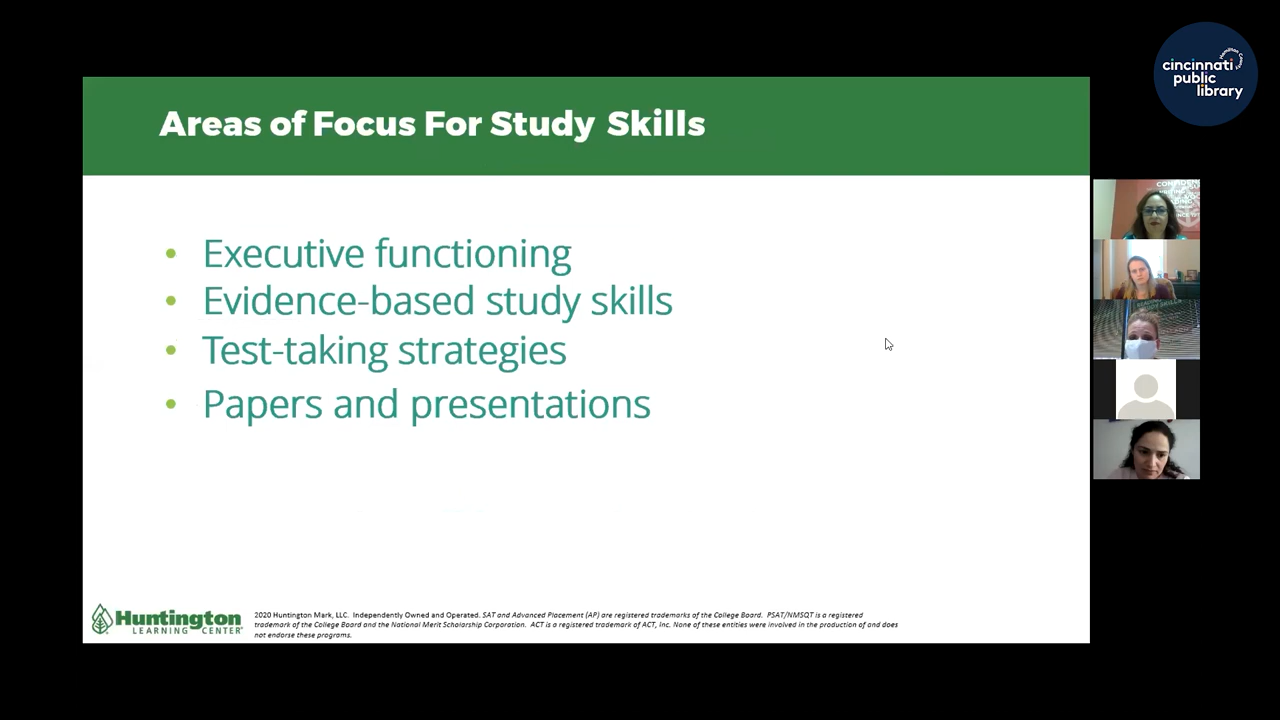 Areas of Focus For Study Skills
cincinnati
public
library
• Executive functioning
• Evidence-based study skills
• Test-taking strategies
• Papers and presentations
Huntington
LEARNING CENTER
2020 Huntington Mark, LLC. Independently Owned and Operated. SAT and Advanced Placement (AP) are registered trademarks of the College Board. PSAT/NMSQT is a registered
trademark of the College Board and the National Merit Scholarship Corporation. ACT is a registered trademark of ACT, Inc. None of these entities were involved in the production of and does
not endorse these programs.